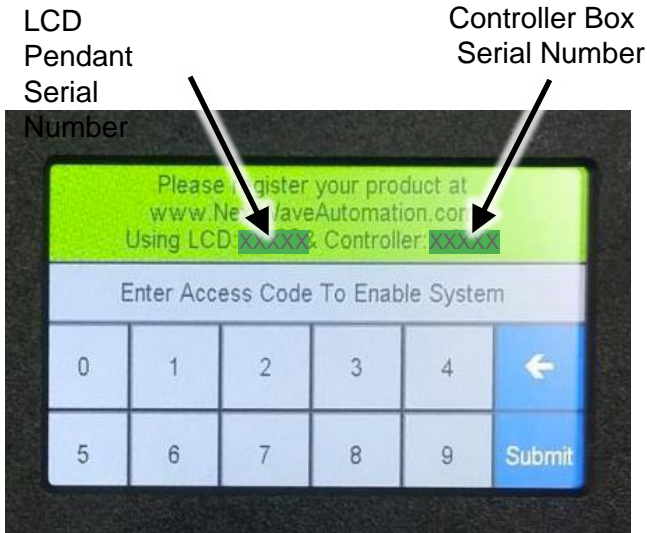 LCD
Pendant
Serial
Number
Controller Box
Serial Number
Please register your product at
www.NextWaveAutomation.com
Using LCD:XXXXX& Controller:XXXXX
Enter Access Code To Enable System
0 1 2 3 4 ←
5 6 7 8 9 Submit